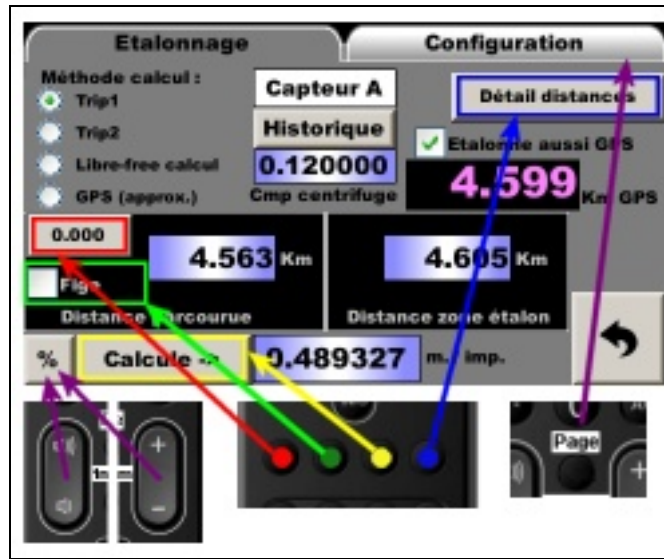 Etalonnage
Configuration
Méthode calcul :
Trip1
Trip2
Libre-free calcul
GPS (approx.)
Capteur A
Historique
0.120000
Cmp centrifuge
Détail distances
Etalonne aussi GPS
4.599
Km GPS
0.000
4.563 Km
Fige
Distance parcourue
4.605 Km
Distance zone étalon
%
Calcule ->
0.489327
m. / imp.
Page